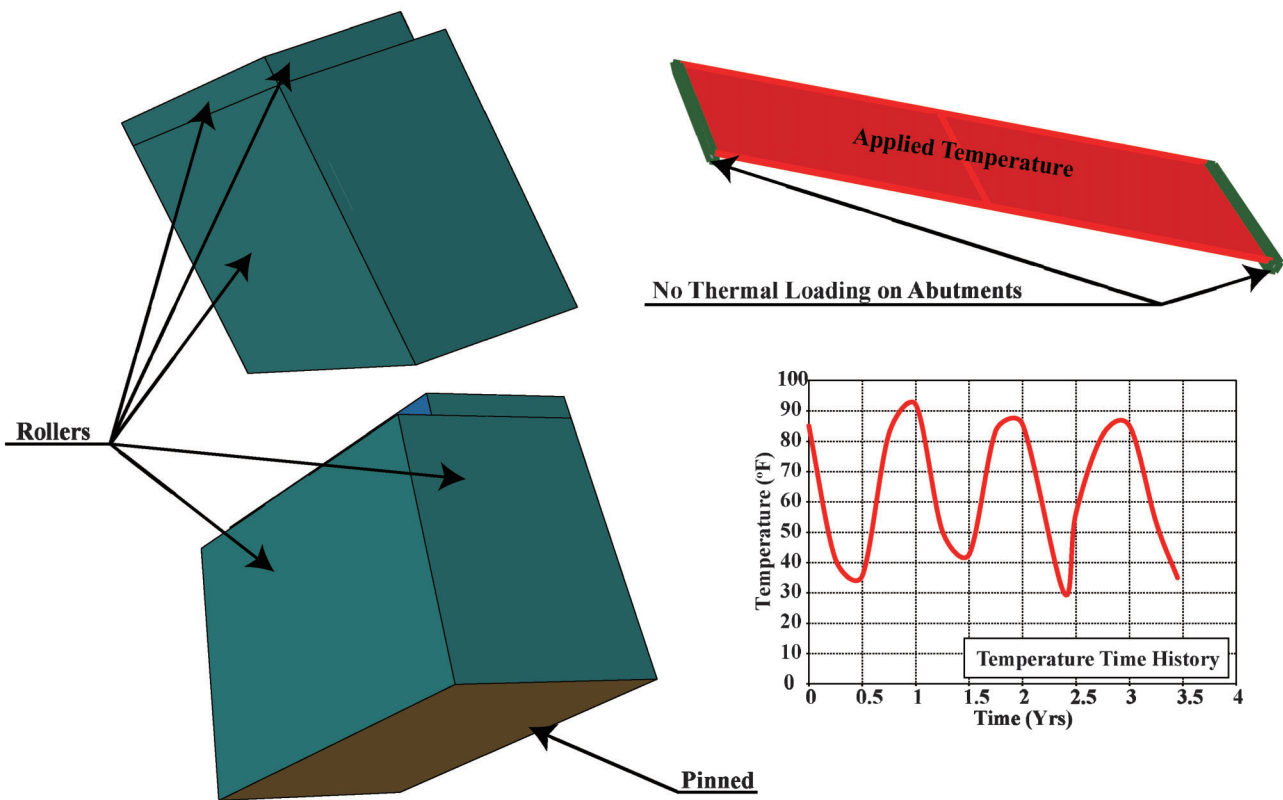 Applied Temperature
No Thermal Loading on Abutments
Rollers
Pinned
100
90
80
70
60
50
40
30
20
10
0
Temperature (ºF)
Temperature Time History
0 0.5 1 1.5 2 2.5 3 3.5 4
Time (Yrs)